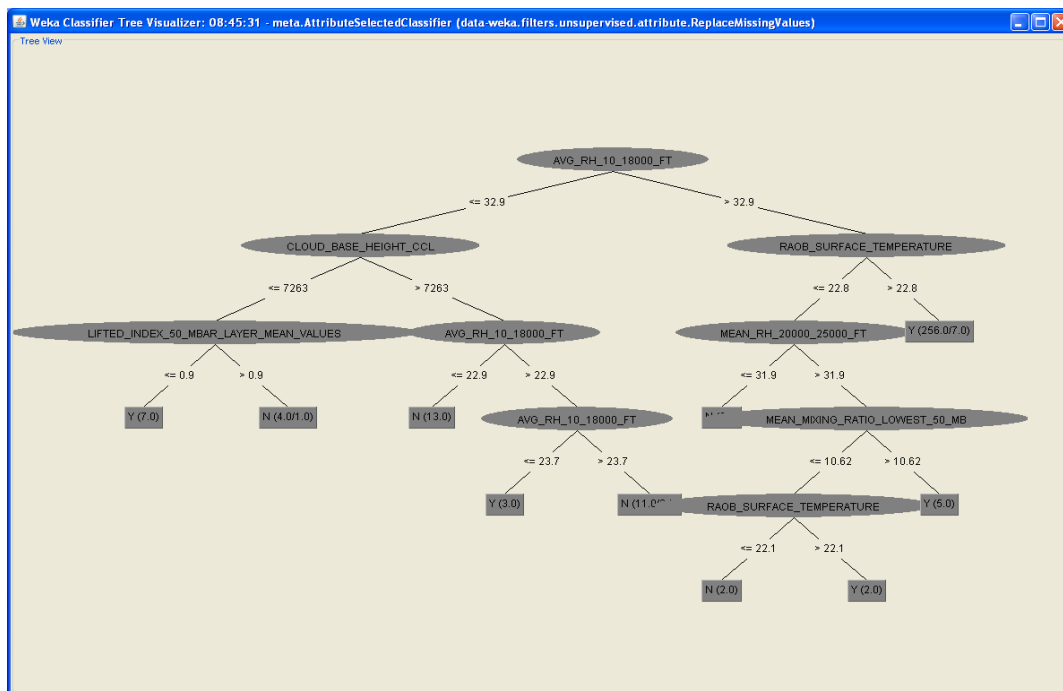 Weka Classifier Tree Visualizer: 08:45:31 - meta.AttributeSelectedClassifier (data-weka.filters.unsupervised.attribute.ReplaceMissingValues)
Tree View
AVG_RH_10_18000_FT
<= 32.9 > 32.9
CLOUD_BASE_HEIGHT_CCL RAOB_SURFACE_TEMPERATURE
<= 7263 > 7263 <= 22.8 > 22.8
LIFTED_INDEX_50_MBAR_LAYER_MEAN_VALUES AVG_RH_10_18000_FT MEAN_RH_20000_25000_FT Y (256.0/7.0)
<= 0.9 > 0.9 <= 22.9 > 22.9 <= 31.9 > 31.9
Y (7.0) N (4.0/1.0) N (13.0) AVG_RH_10_18000_FT MEAN_MIXING_RATIO_LOWEST_50_MB
<= 23.7 > 23.7 <= 10.62 > 10.62
Y (3.0) N (11.0/ RAOB_SURFACE_TEMPERATURE Y (5.0)
<= 22.1 > 22.1
N (2.0) Y (2.0)